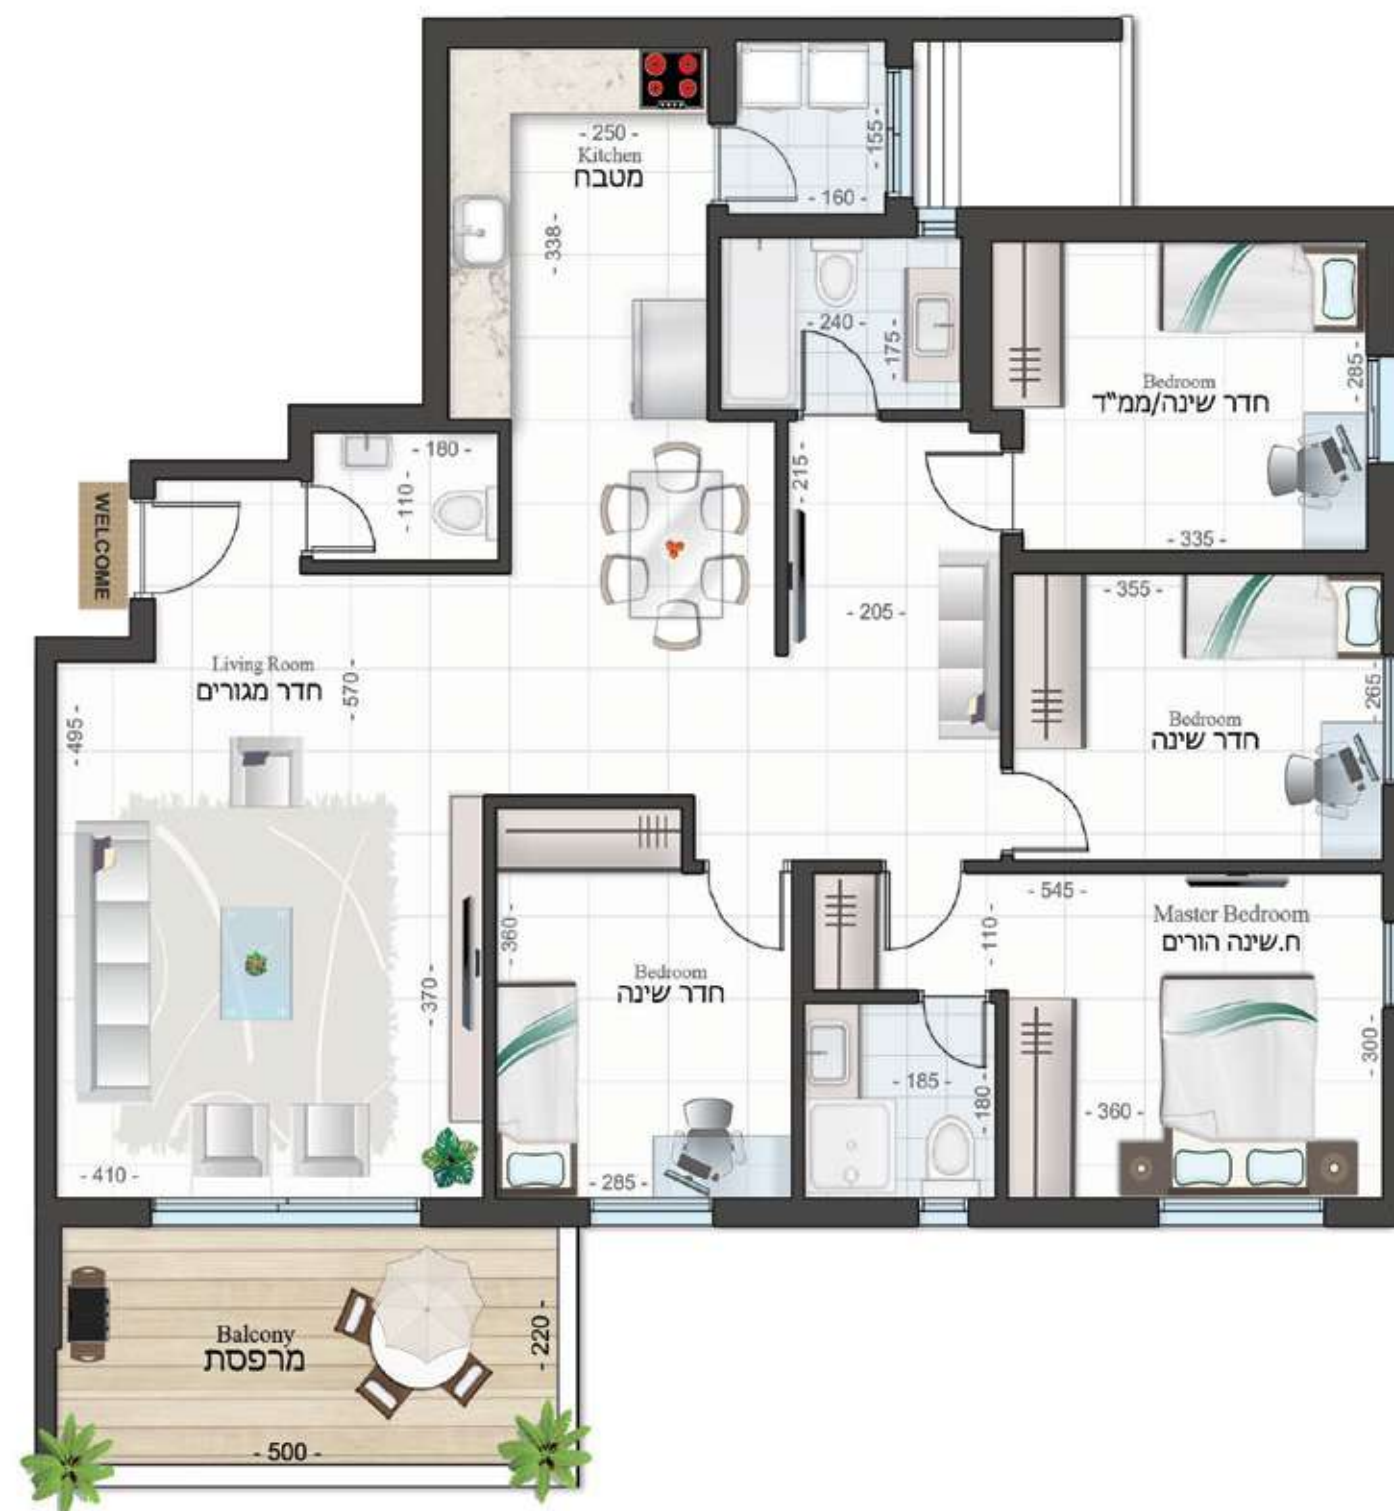 - 250 -
Kitchen
מטבח
- 338 -
- 155 -
- 160 -
- 240 -
- 175 -
Bedroom
חדר שינה/ממ"ד
- 285 -
- 335 -
- 180 -
- 110 -
WELCOME
- 215 -
- 205 -
- 355 -
Bedroom
חדר שינה
- 265 -
Living Room
חדר מגורים
- 570 -
- 495 -
- 370 -
- 410 -
- 360 -
Bedroom
חדר שינה
- 285 -
- 545 -
- 110 -
Master Bedroom
ח.שינה הורים
- 300 -
- 360 -
- 185 -
- 180 -
Balcony
מרפסת
- 220 -
- 500 -